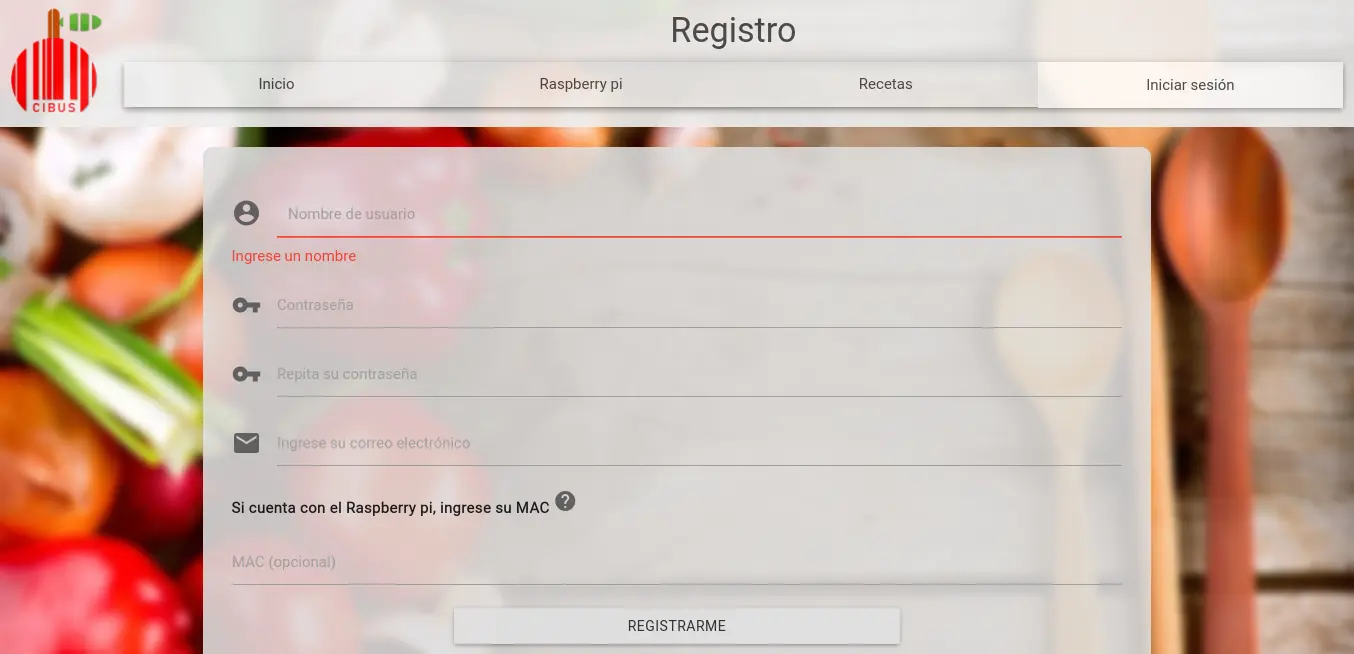 Registro
CIBUS
Inicio
Raspberry pi
Recetas
Iniciar sesión
Nombre de usuario
Ingrese un nombre
Contraseña
Repita su contraseña
Ingrese su correo electrónico
Si cuenta con el Raspberry pi, ingrese su MAC ?
MAC (opcional)
REGISTRARME